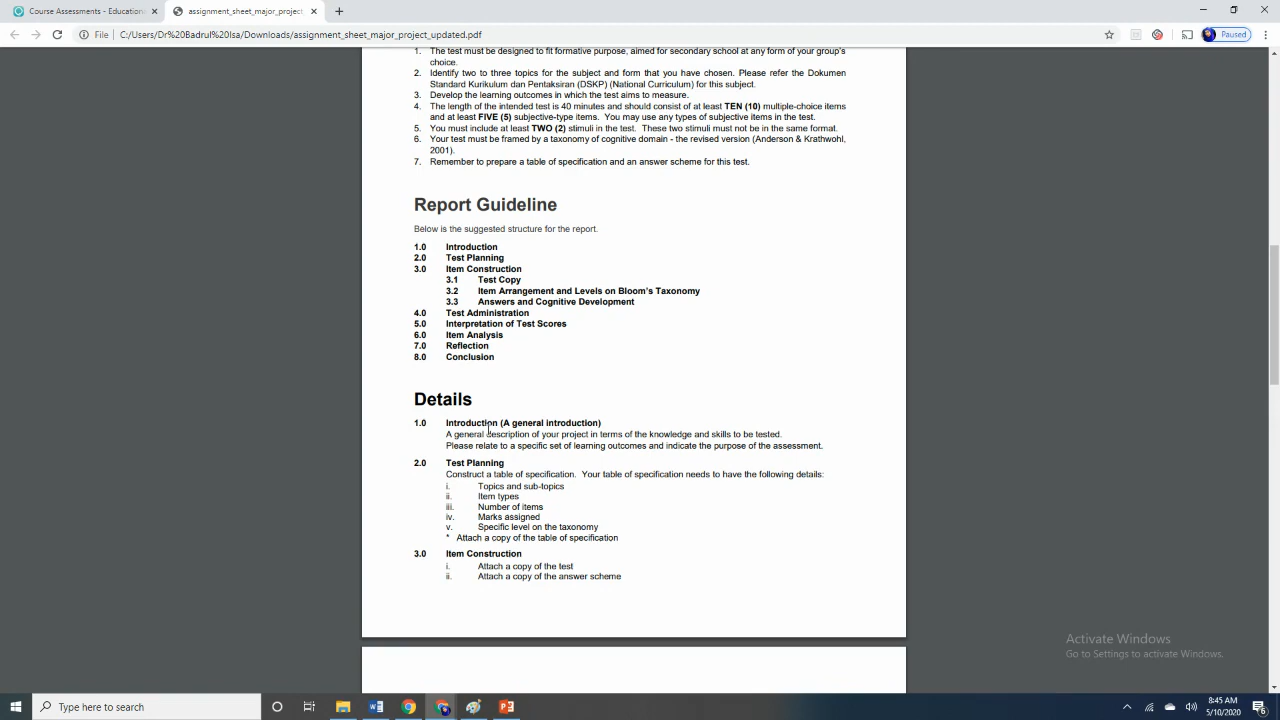 Course Assessments - Education
assignment_sheet_major_project_
File
C:/Users/Dr%20Badrul%20Isa/Downloads/assignment_sheet_major_project_updated.pdf
Paused
1. The test must be designed to fit formative purpose, aimed for secondary school at any form of your group's
choice.
2. Identify two to three topics for the subject and form that you have chosen. Please refer the Dokumen
Standard Kurikulum dan Pentaksiran (DSKP) (National Curriculum) for this subject.
3. Develop the learning outcomes in which the test aims to measure.
4. The length of the intended test is 40 minutes and should consist of at least TEN (10) multiple-choice items
and at least FIVE (5) subjective-type items. You may use any types of subjective items in the test.
5. You must include at least TWO (2) stimuli in the test. These two stimuli must not be in the same format.
6. Your test must be framed by a taxonomy of cognitive domain - the revised version (Anderson & Krathwohl,
2001).
7. Remember to prepare a table of specification and an answer scheme for this test.
Report Guideline
Below is the suggested structure for the report.
1.0 Introduction
2.0 Test Planning
3.0 Item Construction
3.1 Test Copy
3.2 Item Arrangement and Levels on Bloom's Taxonomy
3.3 Answers and Cognitive Development
4.0 Test Administration
5.0 Interpretation of Test Scores
6.0 Item Analysis
7.0 Reflection
8.0 Conclusion
Details
1.0 Introduction (A general introduction)
A general description of your project in terms of the knowledge and skills to be tested.
Please relate to a specific set of learning outcomes and indicate the purpose of the assessment.
2.0 Test Planning
Construct a table of specification. Your table of specification needs to have the following details:
i. Topics and sub-topics
ii. Item types
iii. Number of items
iv. Marks assigned
v. Specific level on the taxonomy
* Attach a copy of the table of specification
3.0 Item Construction
i. Attach a copy of the test
ii. Attach a copy of the answer scheme
Activate Windows
Go to Settings to activate Windows.
Type here to search
8:45 AM
5/10/2020